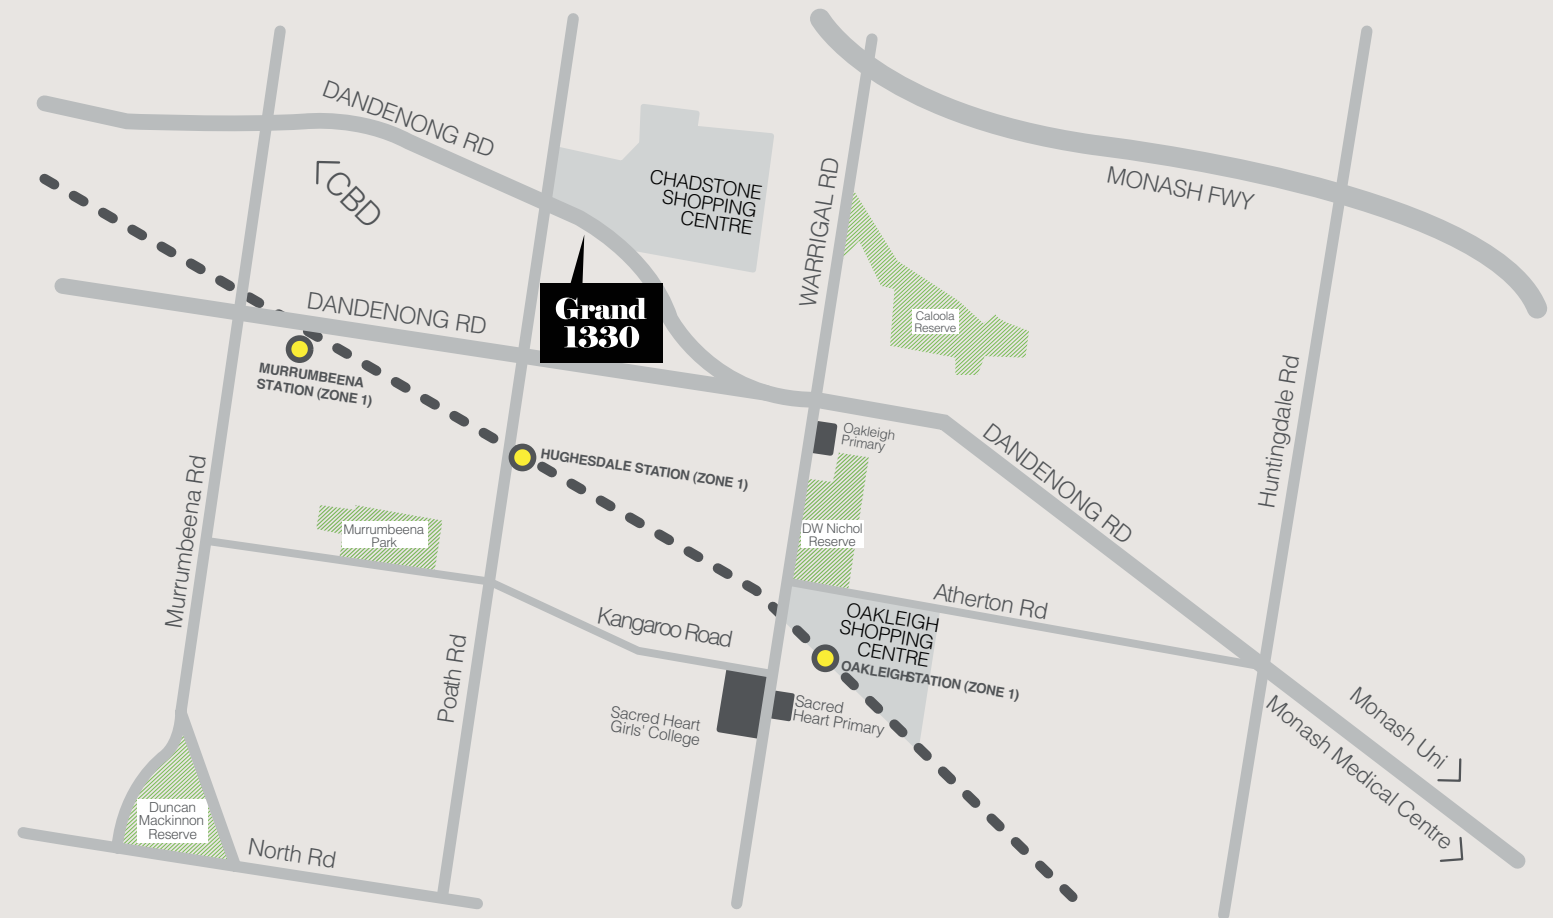 DANDENONG RD
CBD
CHADSTONE
SHOPPING
CENTRE
WARRIGAL RD
MONASH FWY
Grand
1330
DANDENONG RD
Caloola
Reserve
MURRUMBEENA
STATION (ZONE 1)
Huntingdale Rd
Oakleigh
Primary
HUGHESDALE STATION (ZONE 1)
DANDENONG RD
Murrumbeena Rd
Murrumbeena
Park
DW Nichol
Reserve
Atherton Rd
Kangaroo Road
OAKLEIGH
SHOPPING
CENTRE
OAKLEIGH STATION (ZONE 1)
Poath Rd
Sacred Heart
Girls' College
Sacred
Heart Primary
Monash Uni
Monash Medical Centre
Duncan
Mackinnon
Reserve
North Rd